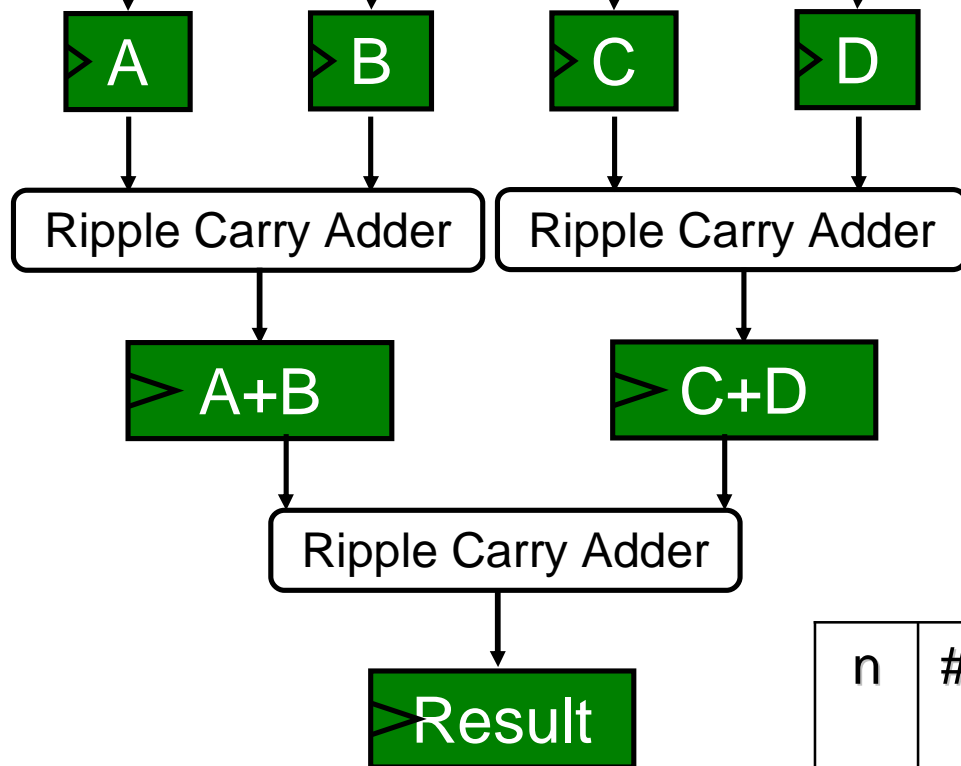 A B C D
Ripple Carry Adder Ripple Carry Adder
A+B C+D
Ripple Carry Adder
n #
Result